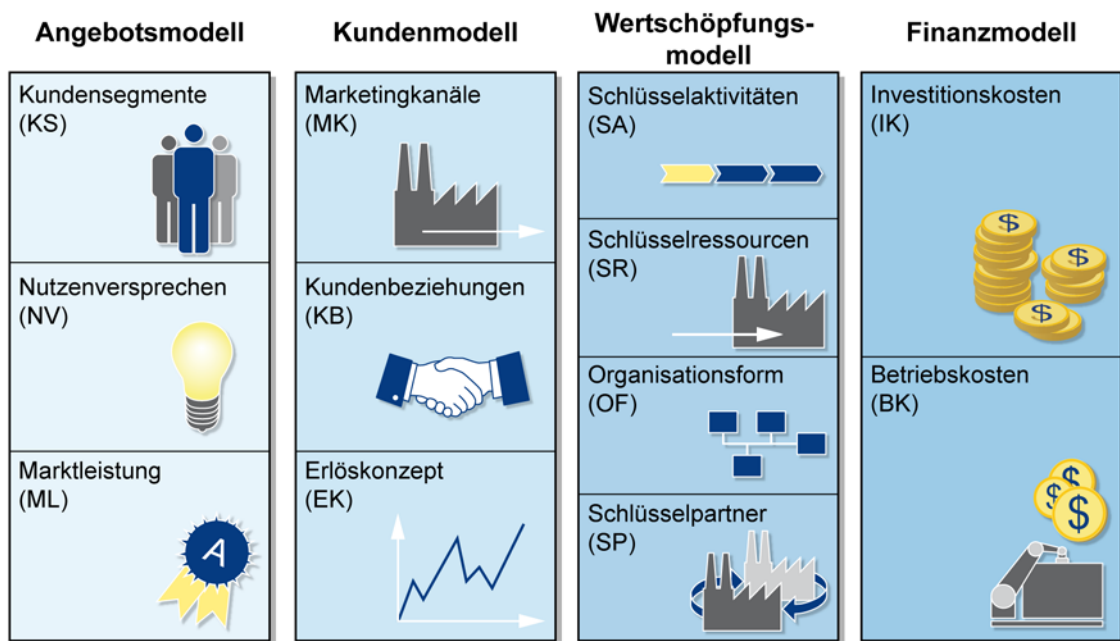 Angebotsmodell
Kundensegmente
(KS)
Nutzenversprechen
(NV)
Marktleistung
(ML)
A
Kundenmodell
Marketingkanäle
(MK)
Kundenbeziehungen
(KB)
Erlöskonzept
(EK)
Wertschöpfungs-
modell
Schlüsselaktivitäten
(SA)
Schlüsselressourcen
(SR)
Organisationsform
(OF)
Schlüsselpartner
(SP)
Finanzmodell
Investitionskosten
(IK)
$
$
$
Betriebskosten
(BK)
$
$
$